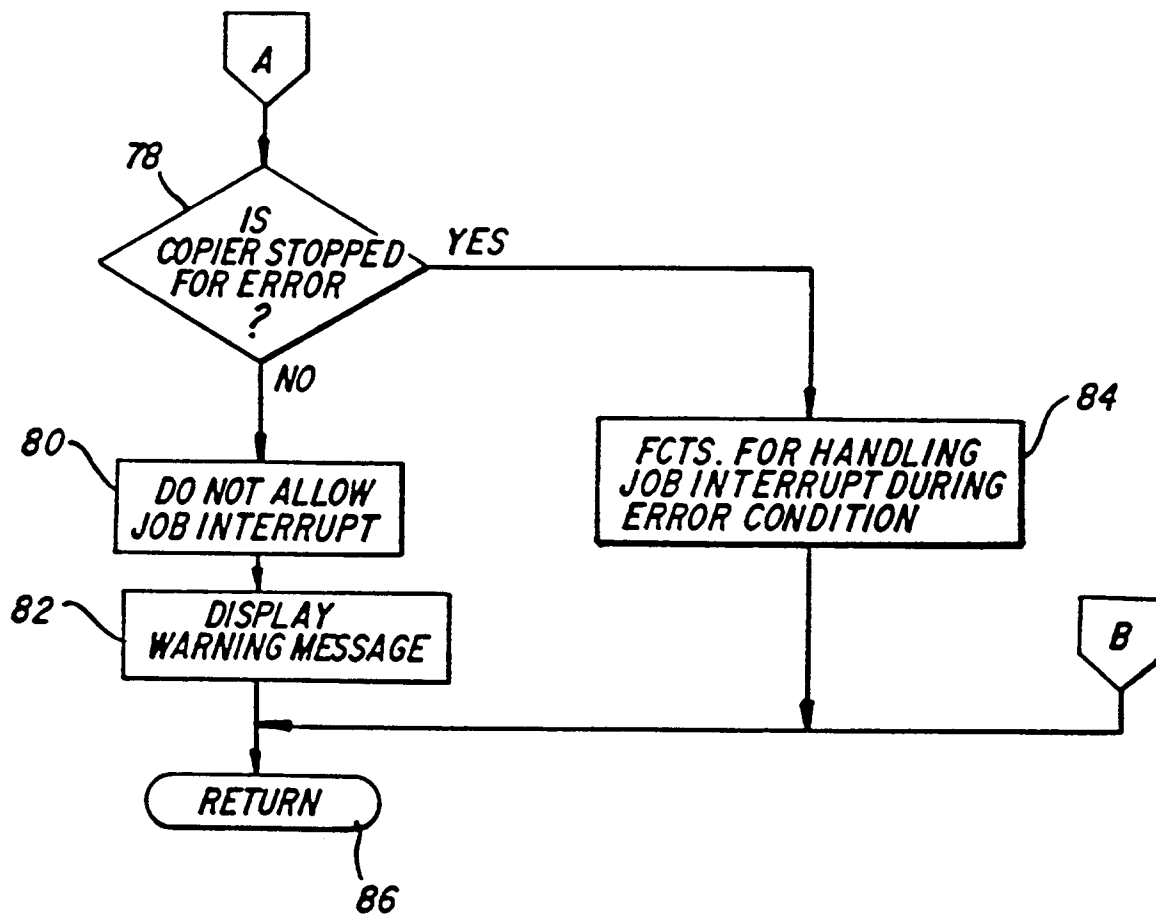 A
78
IS
COPIER STOPPED
FOR ERROR
?
YES
NO
80
DO NOT ALLOW
JOB INTERRUPT
84
FCTS. FOR HANDLING
JOB INTERRUPT DURING
ERROR CONDITION
82
DISPLAY
WARNING MESSAGE
B
RETURN
86